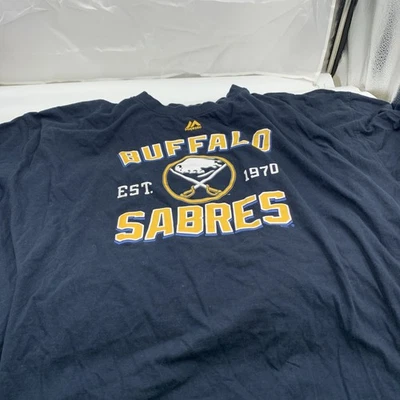 BUFFALO
EST. 1970
SABRES